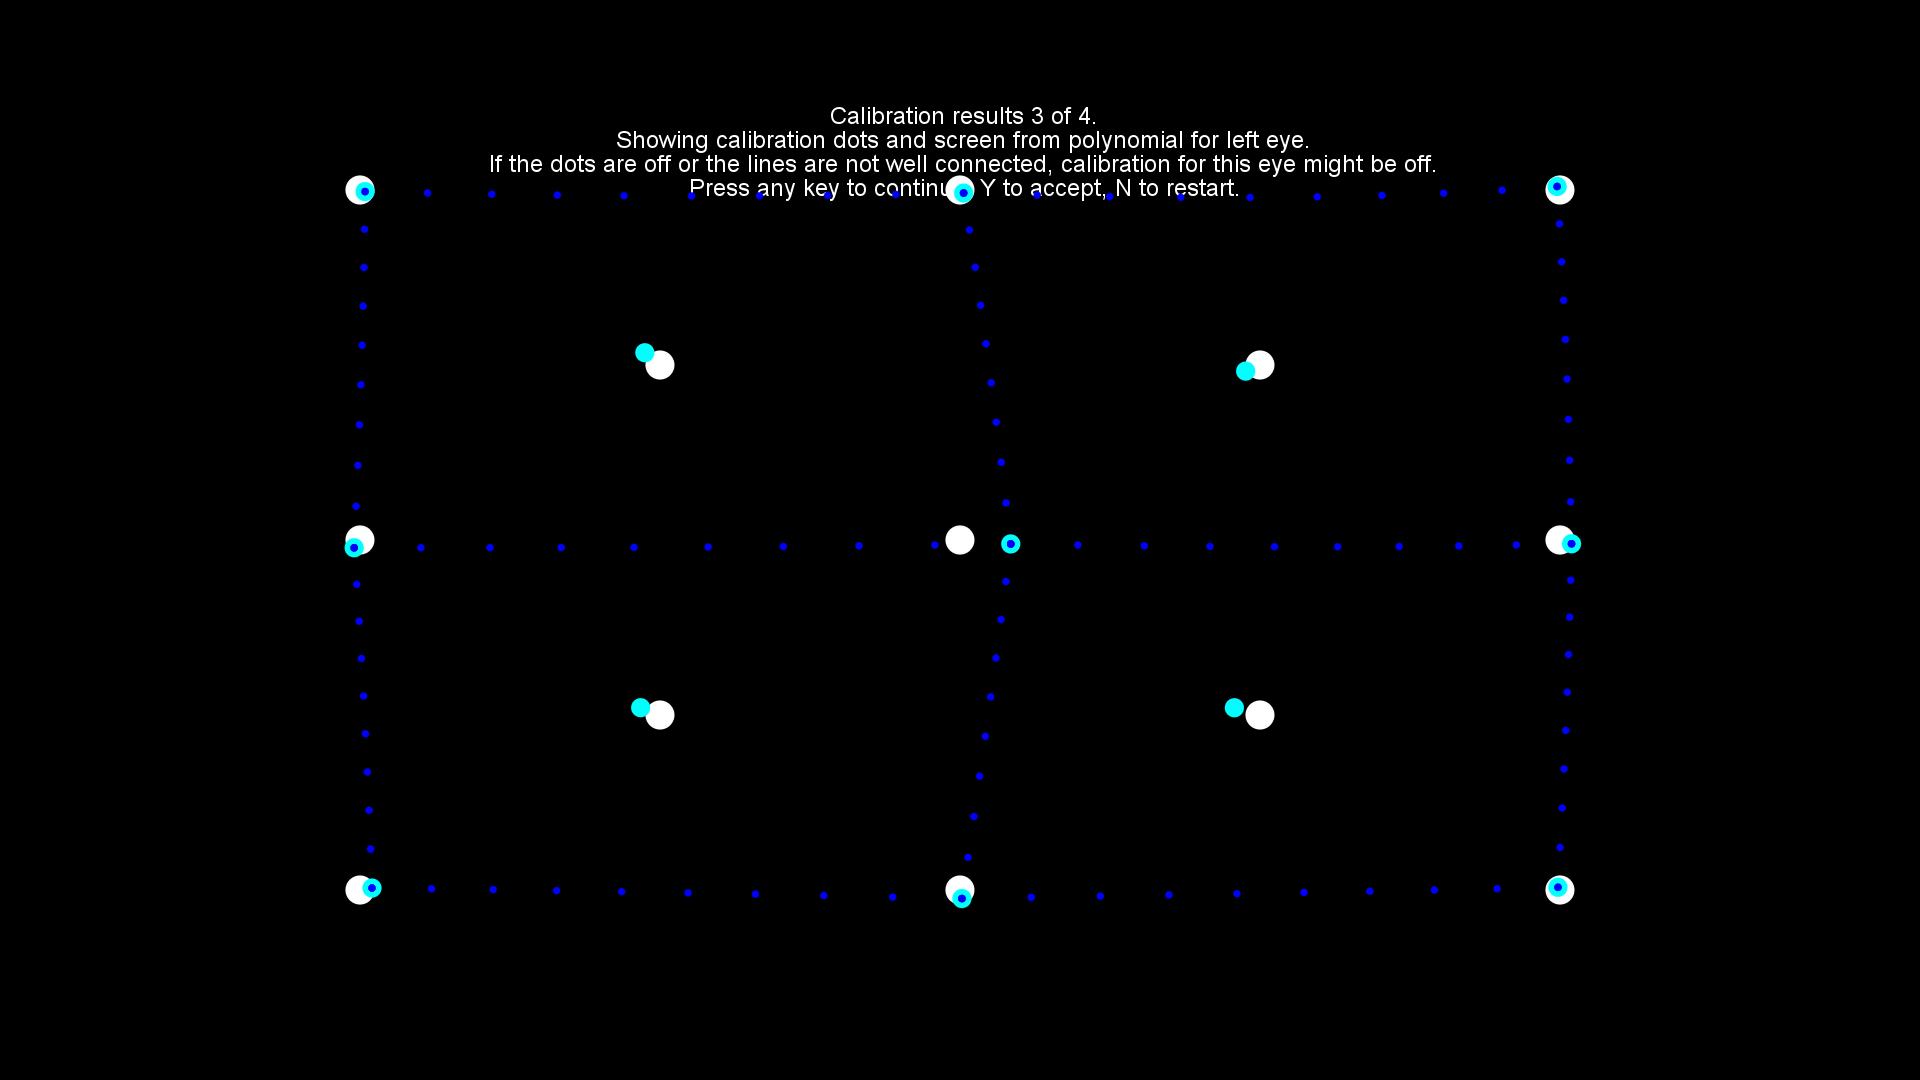 Calibration results 3 of 4.
Showing calibration dots and screen from polynomial for left eye.
If the dots are off or the lines are not well connected, calibration for this eye might be off.
Press any key to continu Y to accept, N to restart.